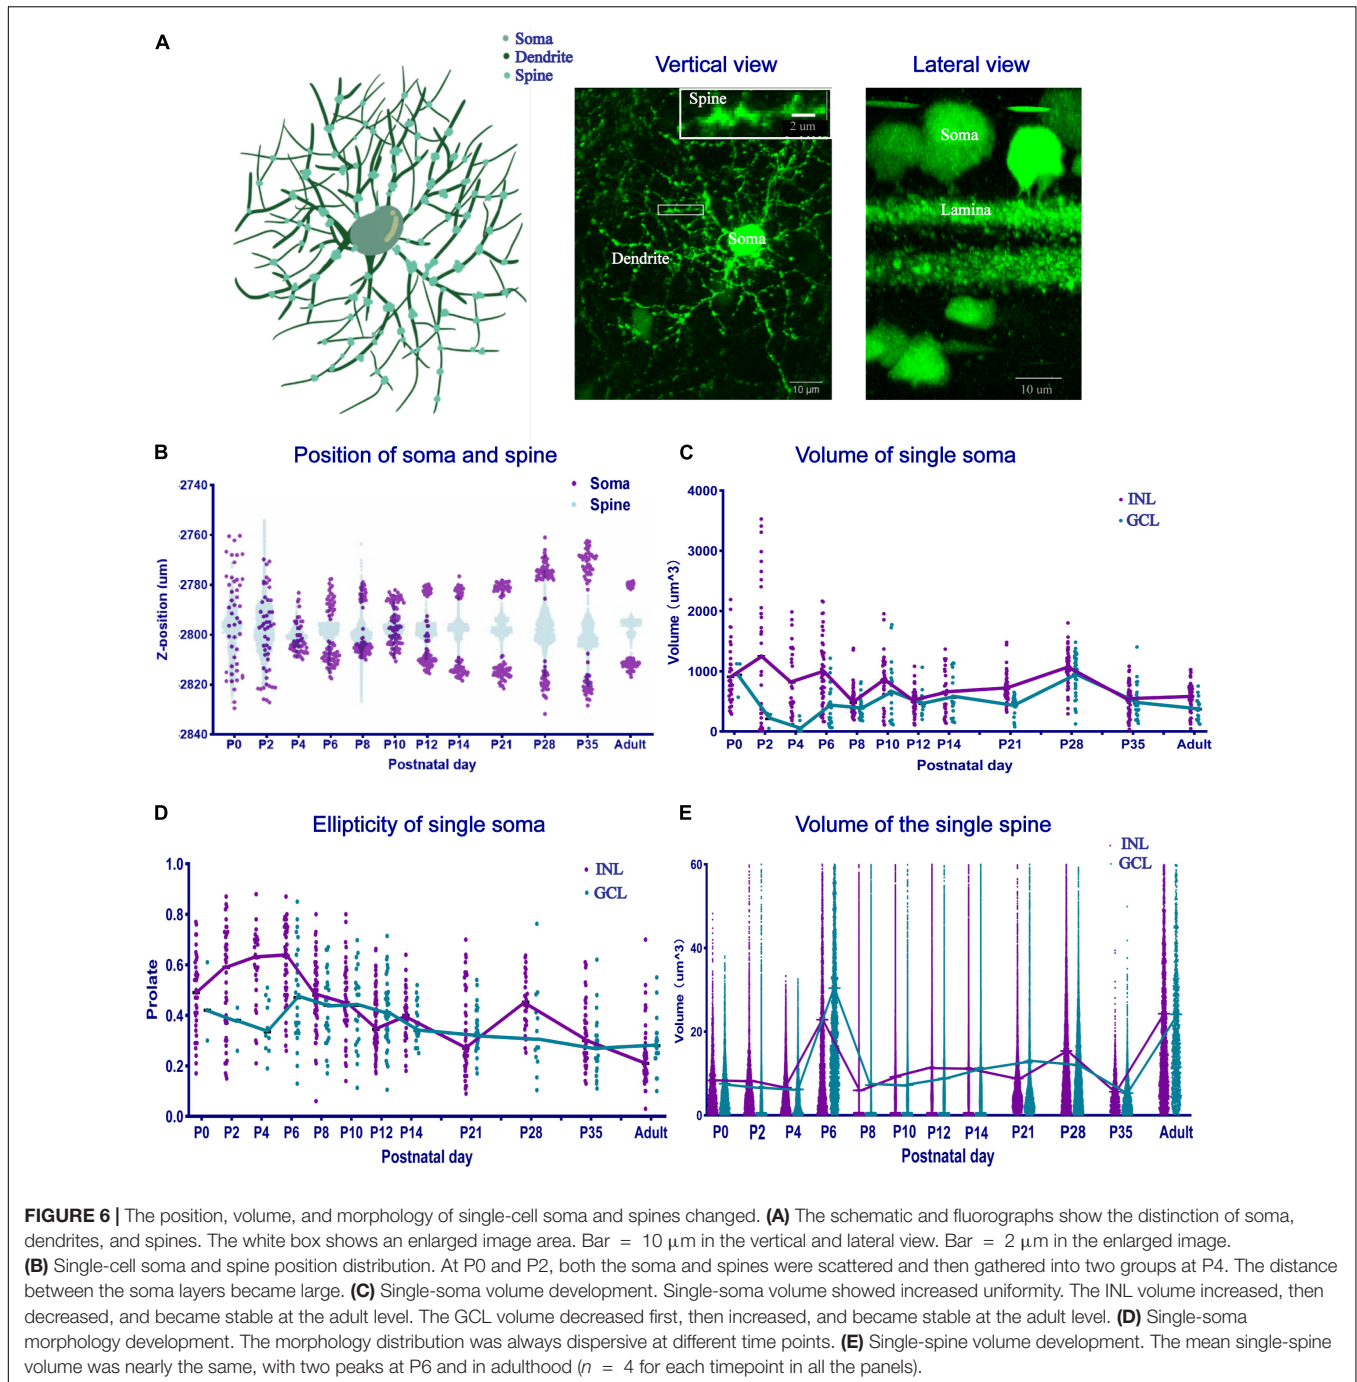 A
Soma
Dendrite
Spine
Vertical view
Lateral view
Spine
2 um
Soma
Dendrite
10 μm
Soma
Lamina
10 um
B
Position of soma and spine
Soma
Spine
Z-position (um)
2740
2760
2780
2800
2820
2840
P0 P2 P4 P6 P8 P10 P12 P14 P21 P28 P35 Adult
Postnatal day
C
Volume of single soma
INL
GCL
Volume (um^3)
4000
3000
2000
1000
0
P0 P2 P4 P6 P8 P10 P12 P14 P21 P28 P35 Adult
Postnatal day
D
Ellipticity of single soma
INL
GCL
Prolate
1.0
0.8
0.6
0.4
0.2
0.0
P0 P2 P4 P6 P8 P10 P12 P14 P21 P28 P35 Adult
Postnatal day
E
Volume of the single spine
INL
GCL
Volume (um^3)
60
40
20
0
P0 P2 P4 P6 P8 P10 P12 P14 P21 P28 P35 Adult
Postnatal day
FIGURE 6 | The position, volume, and morphology of single-cell soma and spines changed. (A) The schematic and fluorographs show the distinction of soma,
dendrites, and spines. The white box shows an enlarged image area. Bar = 10 μm in the vertical and lateral view. Bar = 2 μm in the enlarged image.
(B) Single-cell soma and spine position distribution. At P0 and P2, both the soma and spines were scattered and then gathered into two groups at P4. The distance
between the soma layers became large. (C) Single-soma volume development. Single-soma volume showed increased uniformity. The INL volume increased, then
decreased, and became stable at the adult level. The GCL volume decreased first, then increased, and became stable at the adult level. (D) Single-soma
morphology development. The morphology distribution was always dispersive at different time points. (E) Single-spine volume development. The mean single-spine
volume was nearly the same, with two peaks at P6 and in adulthood (n = 4 for each timepoint in all the panels).